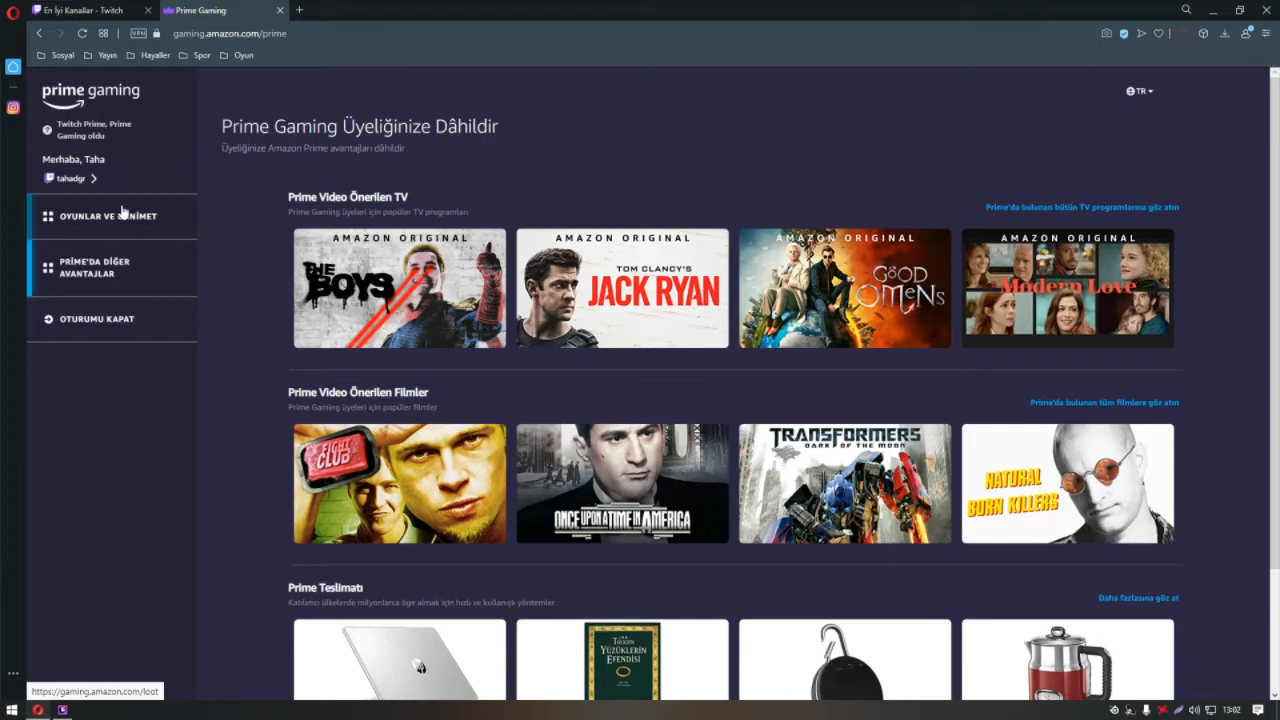 En İyi Kanallar - Twitch
Prime Gaming
VPN
gaming.amazon.com/prime
Sosyal
Yayın
Hayaller
Spor
Oyun
prime gaming
Twitch Prime, Prime
Gaming oldu
Merhaba, Taha
tahadgr
OYUNLAR VE GANİMET
PRİME'DA DİĞER
AVANTAJLAR
OTURUMU KAPAT
TR
Prime Gaming Üyeliğinize Dâhildir
Üyeliğinize Amazon Prime avantajları dâhildir
Prime Video Önerilen TV
Prime Gaming üyeleri için popüler TV programları
Prime'da bulunan bütün TV programlarına göz atın
AMAZON ORIGINAL
THE
BOYS
AMAZON ORIGINAL
TOM CLANCY'S
JACK RYAN
AMAZON ORIGINAL
GOOD
OMENS
AMAZON ORIGINAL
Modern Love
Prime Video Önerilen Filmler
Prime Gaming üyeleri için popüler filmler
Prime'da bulunan tüm filmlere göz atın
FIGHT
CLUB
ONCE UPON A TIME IN AMERICA
TRANSFORMERS
DARK OF THE MOON
NATURAL
BORN KILLERS
Prime Teslimatı
Katılımcı ülkelerde milyonlarca öge almak için hızlı ve kullanışlı yöntemler
Daha fazlasına göz at
TOLKIEN
YÜZÜKLERİN
EFENDİSİ
https://gaming.amazon.com/loot
13:02